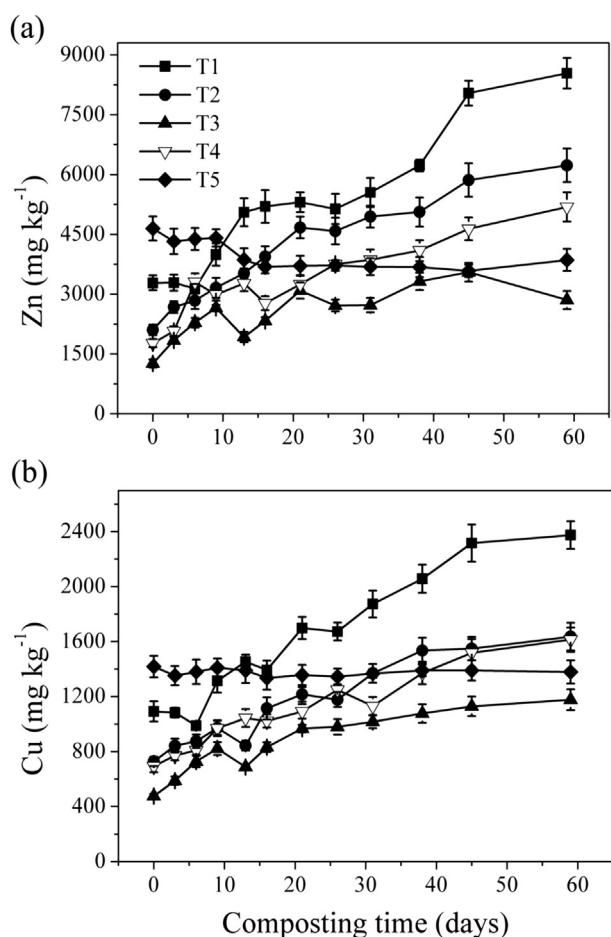 (a)
9000
7500
6000
4500
3000
1500
0
Zn (mg kg⁻¹)
T1
T2
T3
T4
T5
0 10 20 30 40 50 60
(b)
2400
2000
1600
1200
800
400
0
Cu (mg kg⁻¹)
0 10 20 30 40 50 60
Composting time (days)